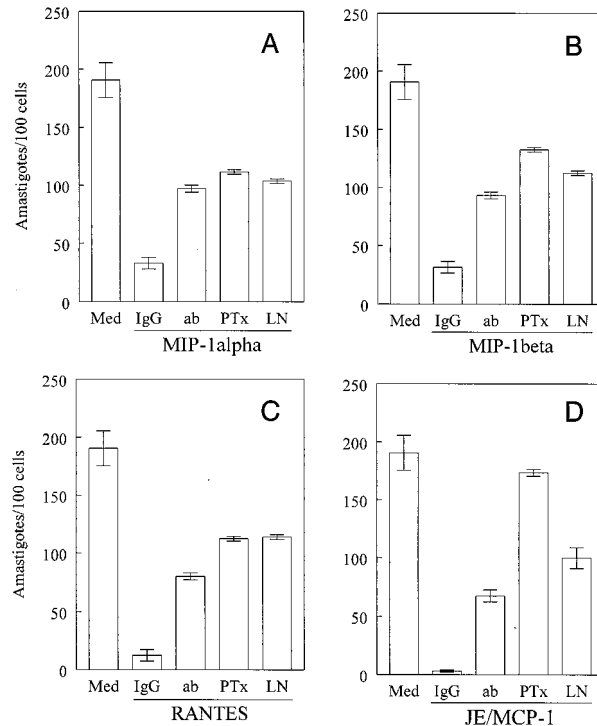 A
Amastigotes/100 cells
250
200
150
100
50
0
Med IgG ab PTx LN
MIP-1alpha
B
250
200
150
100
50
0
Med IgG ab PTx LN
MIP-1beta
C
Amastigotes/100 cells
250
200
150
100
50
0
Med IgG ab PTx LN
RANTES
D
250
200
150
100
50
0
Med IgG ab PTx LN
JE/MCP-1